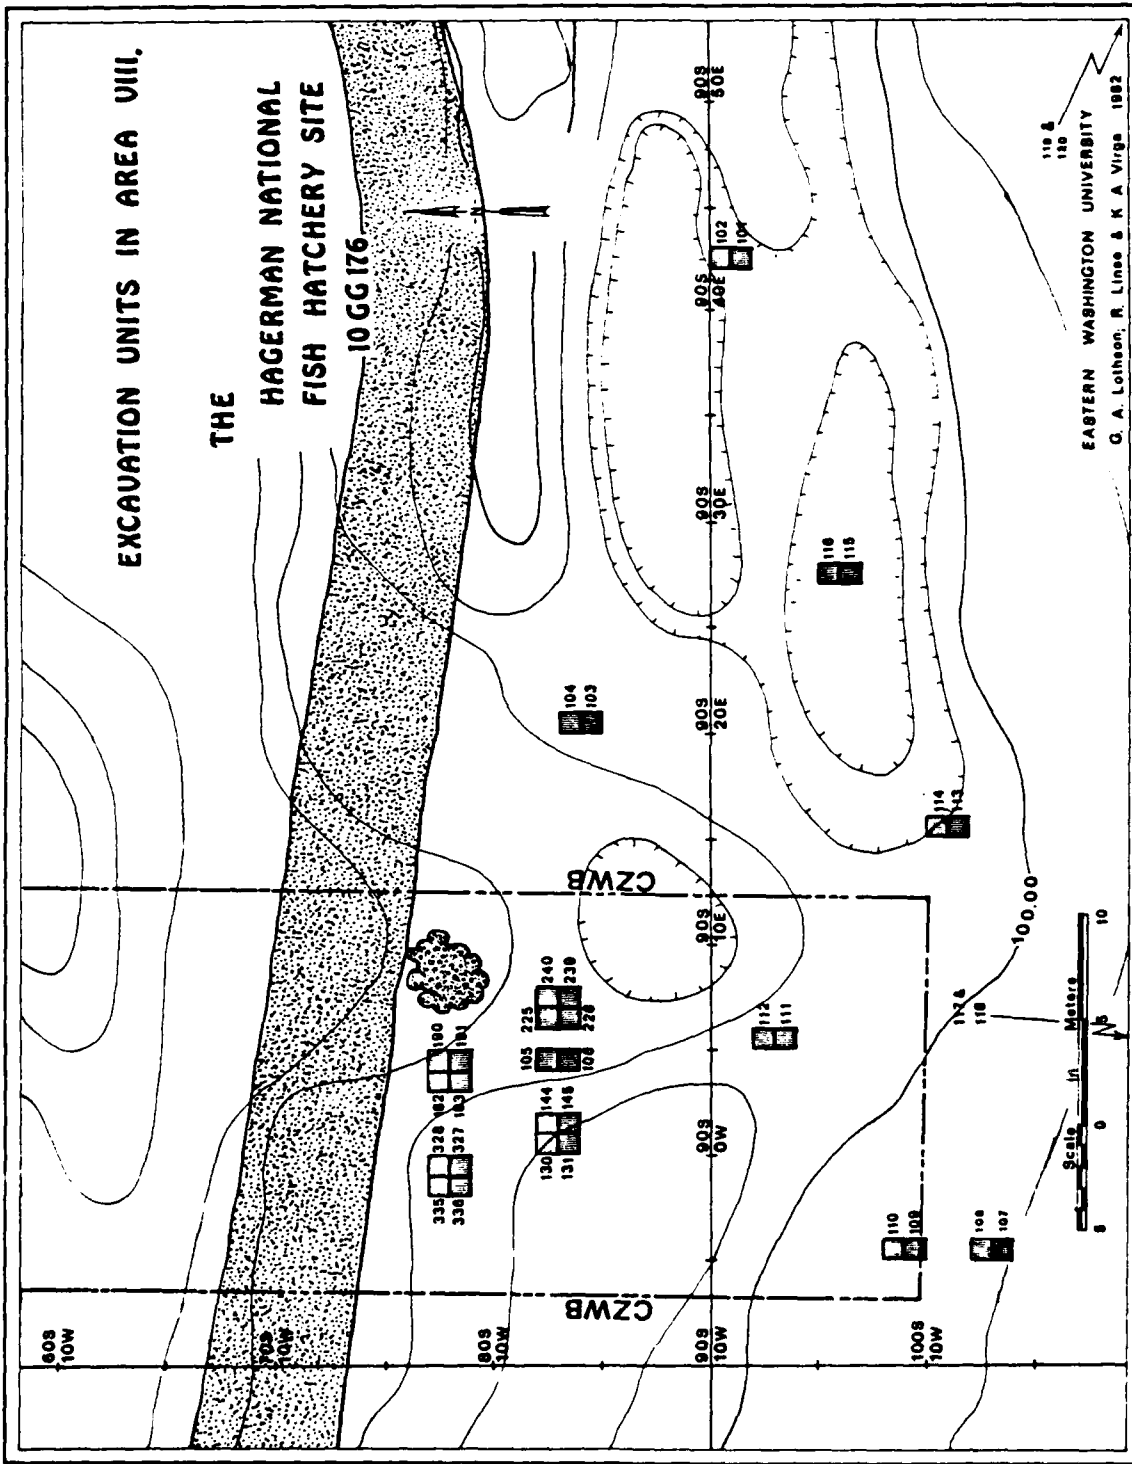 EXCAVATION UNITS IN AREA VIII,
THE
HAGERMAN NATIONAL
FISH HATCHERY SITE
10 GG 176
N
60S
10W
70S
10W
80S
10W
90S
10W
100S
10W
90S
0W
90S
10E
90S
20E
90S
30E
90S
40E
90S
50E
CZWB
CZWB
335 328
336 327
182 190
183 191
130 144
131 145
105
106
225 240
226 239
112
111
110
109
108
107
104
103
114
113
116
115
102
101
117 &
118
119 &
120
100.00
Scale in Meters
5 0 5 10
EASTERN WASHINGTON UNIVERSITY
G. A. Lothson; R. Linse & K A Virga 1982